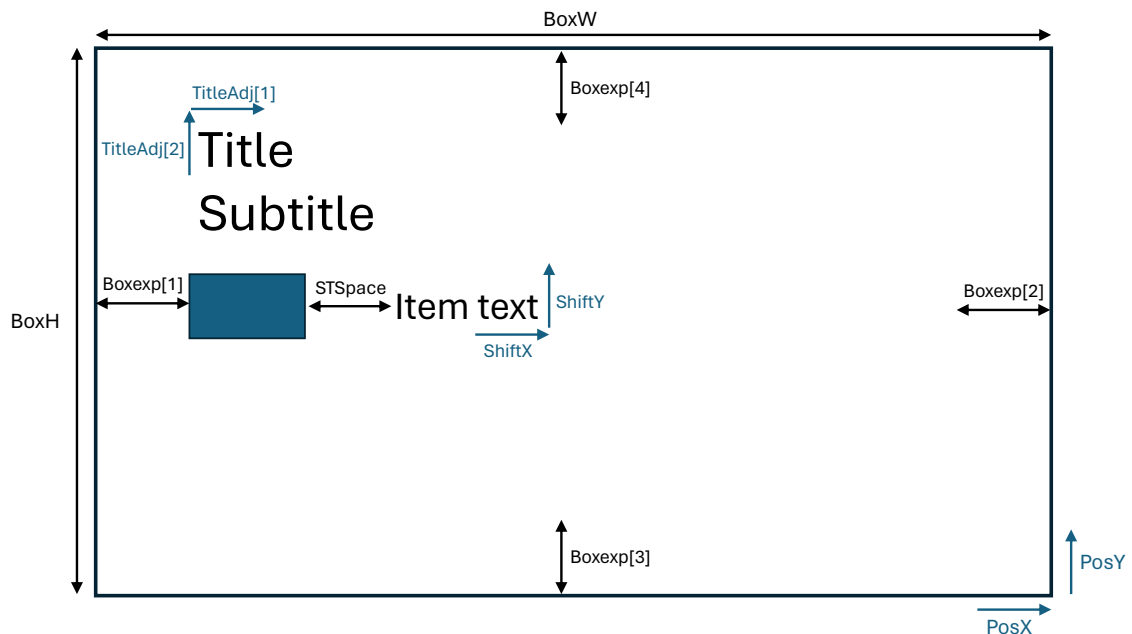 BoxW
Boxexp[4]
TitleAdj[1]
TitleAdj[2]
Title
Subtitle
Boxexp[1]
STSpace
Item text
ShiftY
Boxexp[2]
BoxH
ShiftX
Boxexp[3]
PosY
PosX